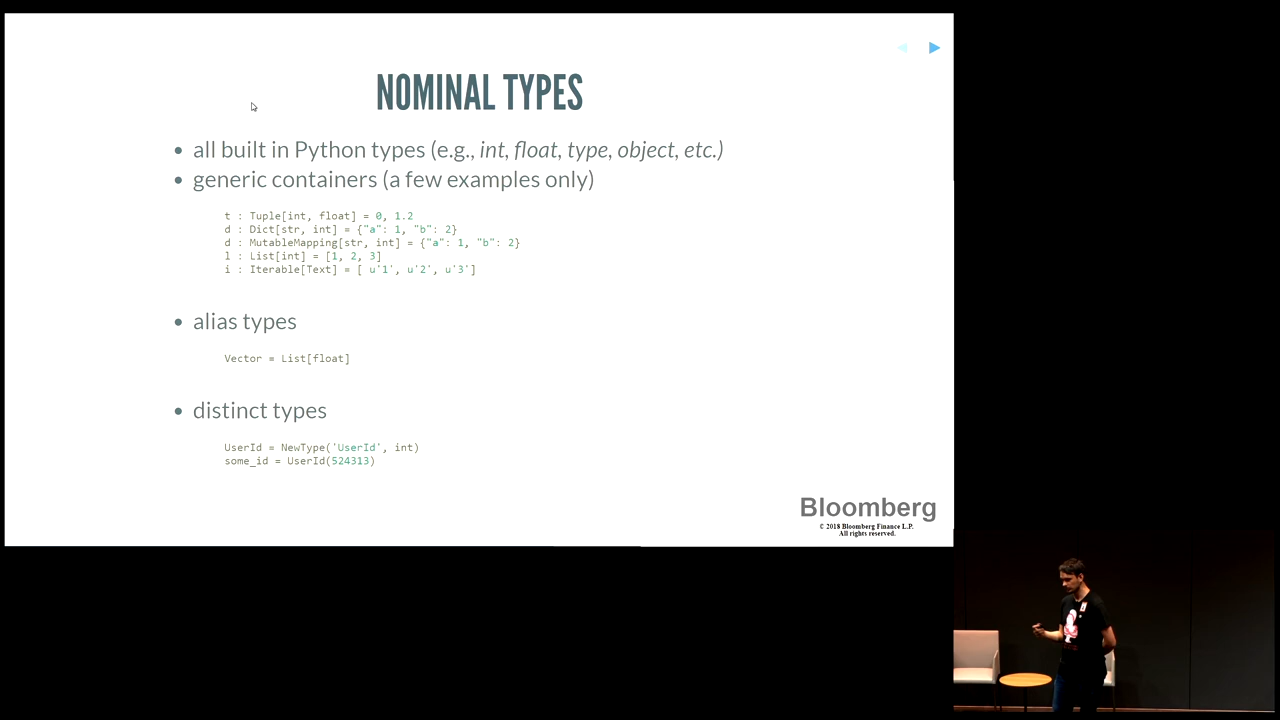 NOMINAL TYPES
• all built in Python types (e.g., int, float, type, object, etc.)
• generic containers (a few examples only)
t : Tuple[int, float] = 0, 1.2
d : Dict[str, int] = {"a": 1, "b": 2}
d : MutableMapping[str, int] = {"a": 1, "b": 2}
l : List[int] = [1, 2, 3]
i : Iterable[Text] = [ u'1', u'2', u'3']
• alias types
Vector = List[float]
• distinct types
UserId = NewType('UserId', int)
some_id = UserId(524313)
Bloomberg
© 2018 Bloomberg Finance L.P.
All rights reserved.